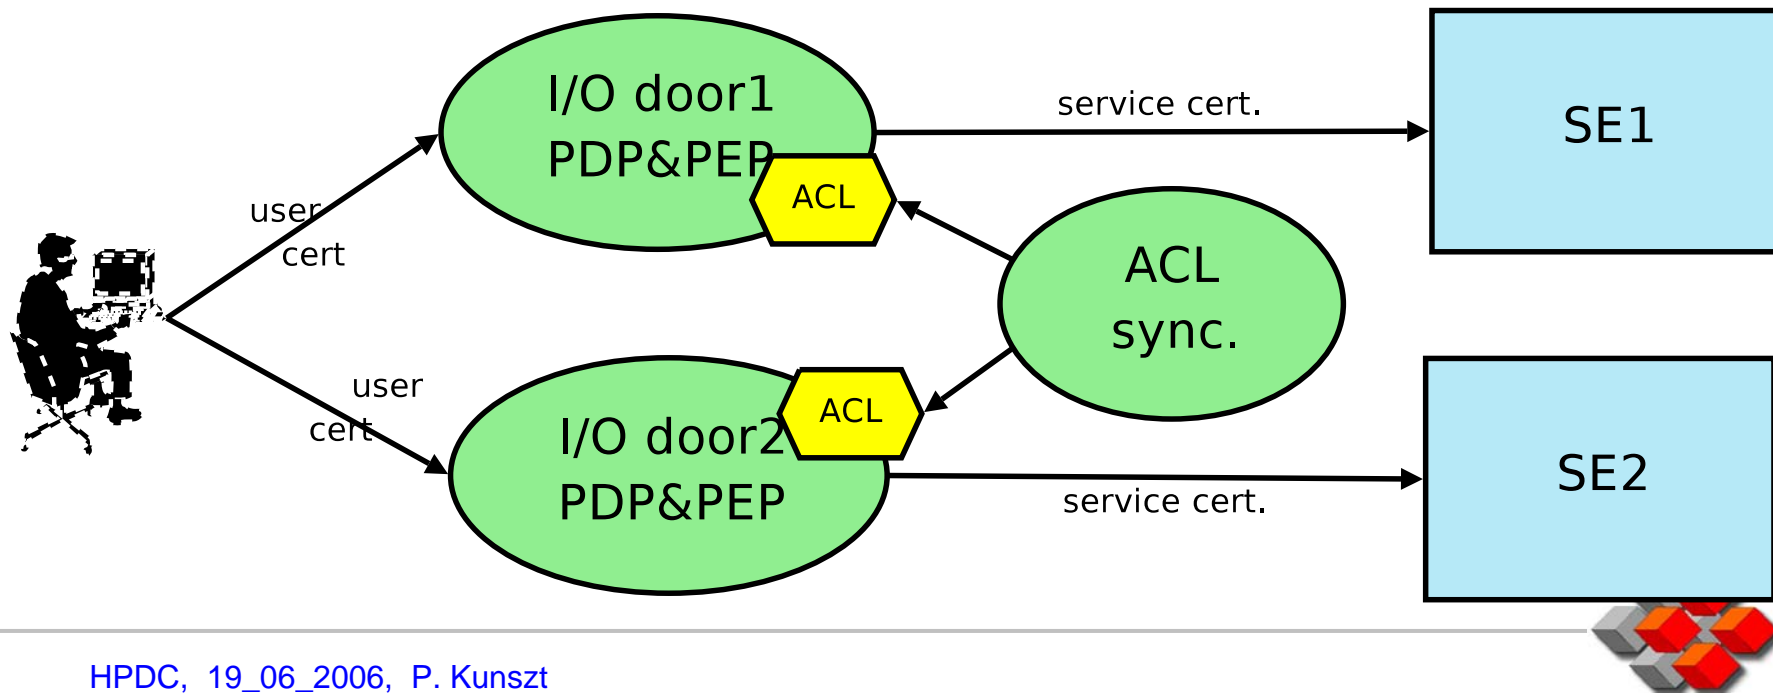 I/O door1
PDP&PEP
ACL
service cert.
SE1
user
cert
ACL
sync.
user
cert
I/O door2
PDP&PEP
ACL
service cert.
SE2
HPDC, 19_06_2006, P. Kunszt